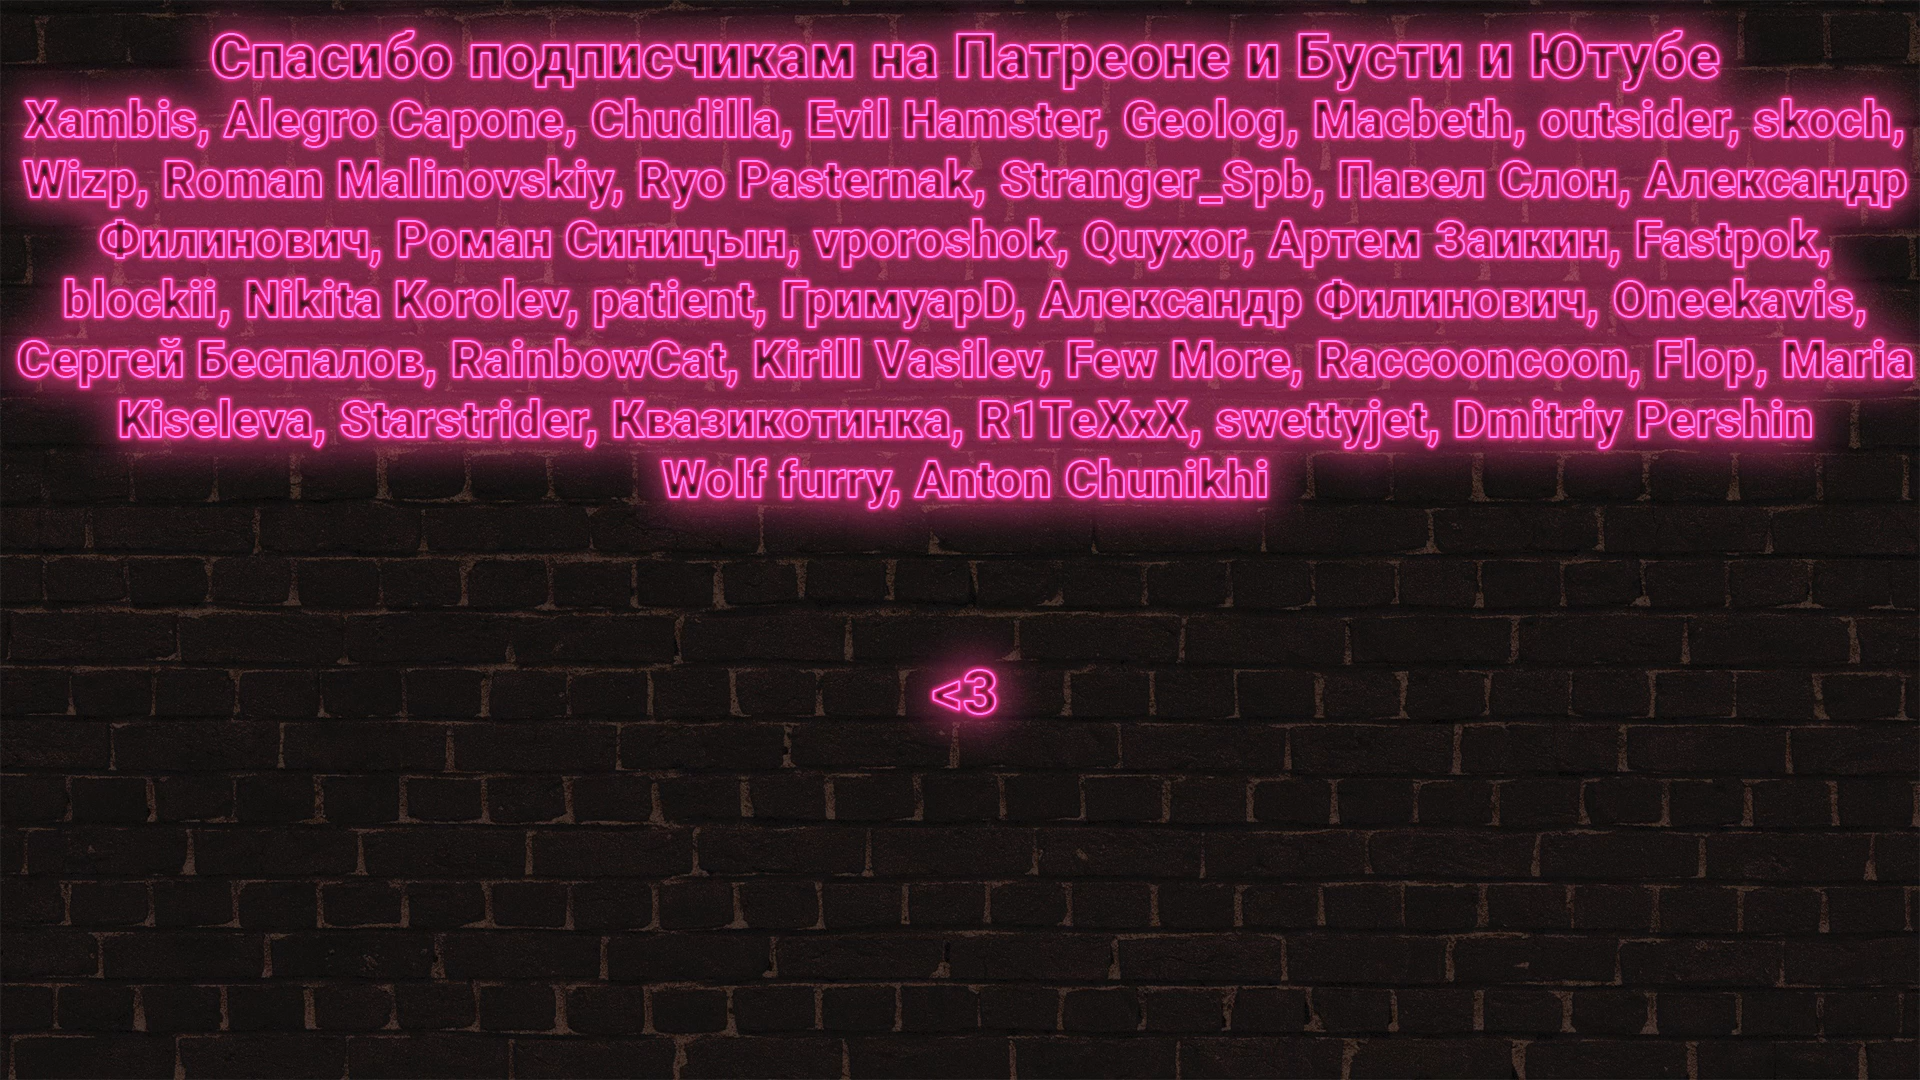 Спасибо подписчикам на Патреоне и Бусти и Ютубе
Xambis, Alegro Capone, Chudilla, Evil Hamster, Geolog, Macbeth, outsider, skoch,
Wizp, Roman Malinovskiy, Ryo Pasternak, Stranger_Spb, Павел Слон, Александр
Филинович, Роман Синицын, vporoshok, Quyxor, Артем Заикин, Fastpok,
blockii, Nikita Korolev, patient, ГримуарD, Александр Филинович, Oneekavis,
Сергей Беспалов, RainbowCat, Kirill Vasilev, Few More, Raccooncoon, Flop, Maria
Kiseleva, Starstrider, Квазикотинка, R1TeXxX, swettyjet, Dmitriy Pershin
Wolf furry, Anton Chunikhi
<3